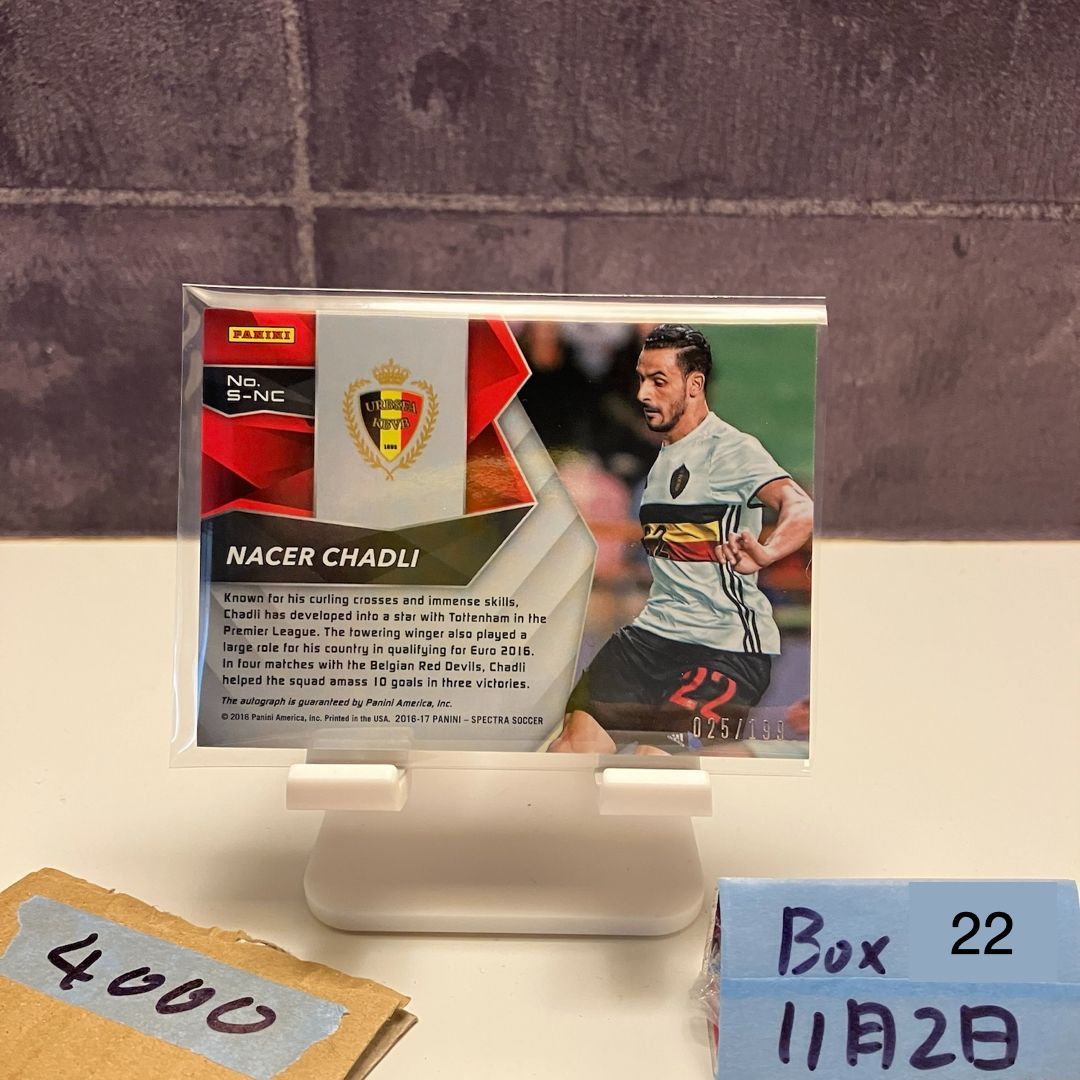 PANINI
No.
S-NC
URBSFA
KBVB
1895
NACER CHADLI
Known for his curling crosses and immense skills,
Chadli has developed into a star with Tottenham in the
Premier League. The towering winger also played a
large role for his country in qualifying for Euro 2016.
In four matches with the Belgian Red Devils, Chadli
helped the squad amass 10 goals in three victories.
The autograph is guaranteed by Panini America, Inc.
© 2016 Panini America, Inc. Printed in the USA. 2016-17 PANINI – SPECTRA SOCCER
22
22
025/199
4000
Box 22
11月2日